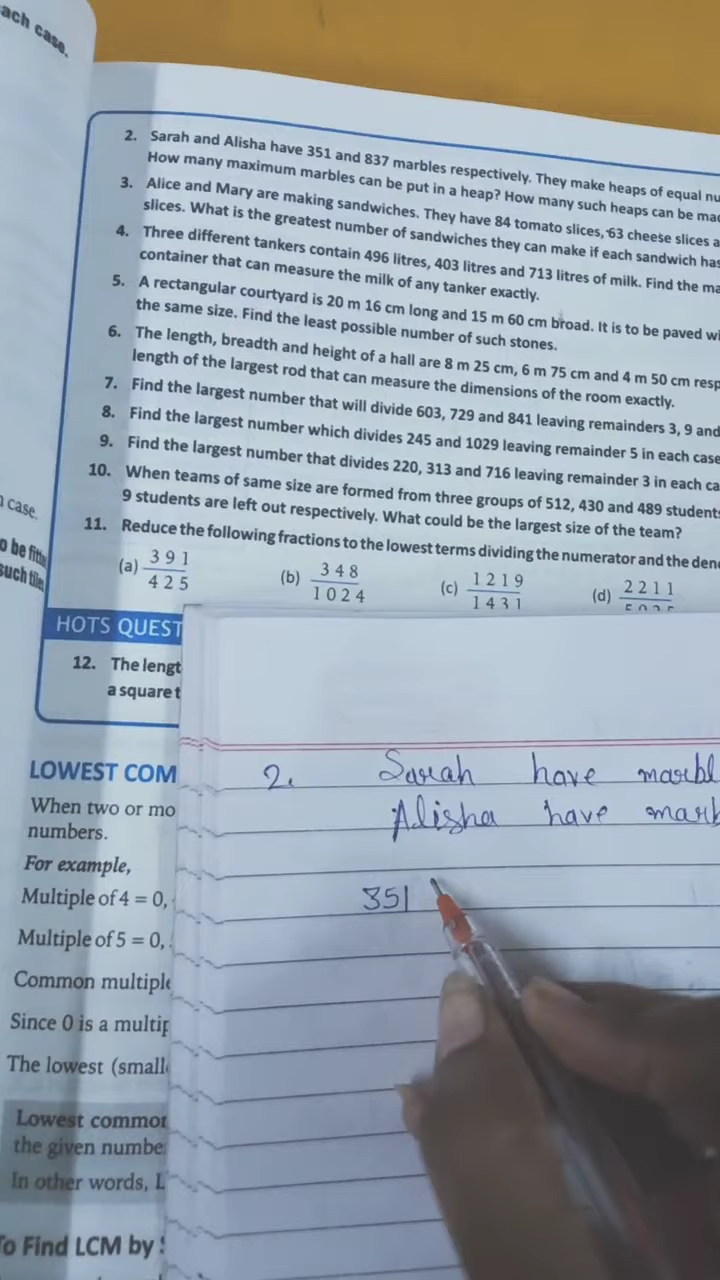 ach case.
2. Sarah and Alisha have 351 and 837 marbles respectively. They make heaps of equal nu
How many maximum marbles can be put in a heap? How many such heaps can be ma
3. Alice and Mary are making sandwiches. They have 84 tomato slices, 63 cheese slices a
slices. What is the greatest number of sandwiches they can make if each sandwich has
4. Three different tankers contain 496 litres, 403 litres and 713 litres of milk. Find the ma
container that can measure the milk of any tanker exactly.
5. A rectangular courtyard is 20 m 16 cm long and 15 m 60 cm broad. It is to be paved wi
the same size. Find the least possible number of such stones.
6. The length, breadth and height of a hall are 8 m 25 cm, 6 m 75 cm and 4 m 50 cm resp
length of the largest rod that can measure the dimensions of the room exactly.
7. Find the largest number that will divide 603, 729 and 841 leaving remainders 3, 9 and
8. Find the largest number which divides 245 and 1029 leaving remainder 5 in each case
9. Find the largest number that divides 220, 313 and 716 leaving remainder 3 in each ca
10. When teams of same size are formed from three groups of 512, 430 and 489 students
9 students are left out respectively. What could be the largest size of the team?
11. Reduce the following fractions to the lowest terms dividing the numerator and the den
(a) 391/425 (b) 348/1024 (c) 1219/1431 (d) 2211
HOTS QUEST
12. The lengt
a square t
n case.
o be fitte
such tiles
LOWEST COM
When two or mo
numbers.
For example,
Multiple of 4 = 0,
Multiple of 5 = 0,
Common multiple
Since 0 is a multip
The lowest (small
Lowest common
the given numbe
In other words, L
To Find LCM by
2. Sarah have marbl
Alisha have marb
351